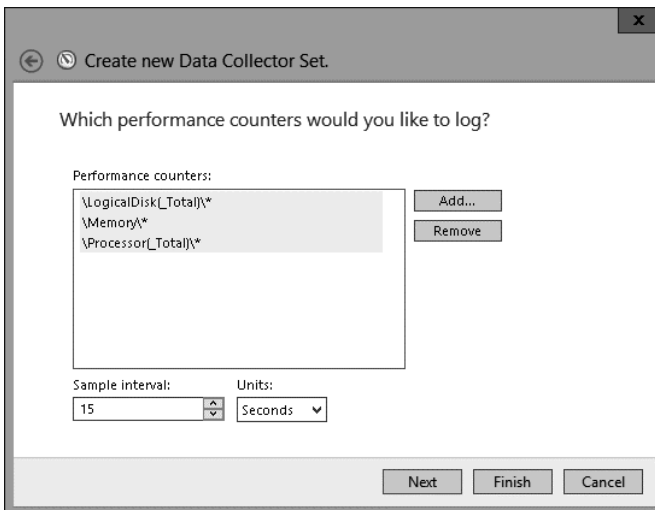 x
Create new Data Collector Set.
Which performance counters would you like to log?
Performance counters:
\LogicalDisk(_Total)\*
\Memory\*
\Processor(_Total)\*
Add...
Remove
Sample interval:
Units:
15
Seconds
Next
Finish
Cancel